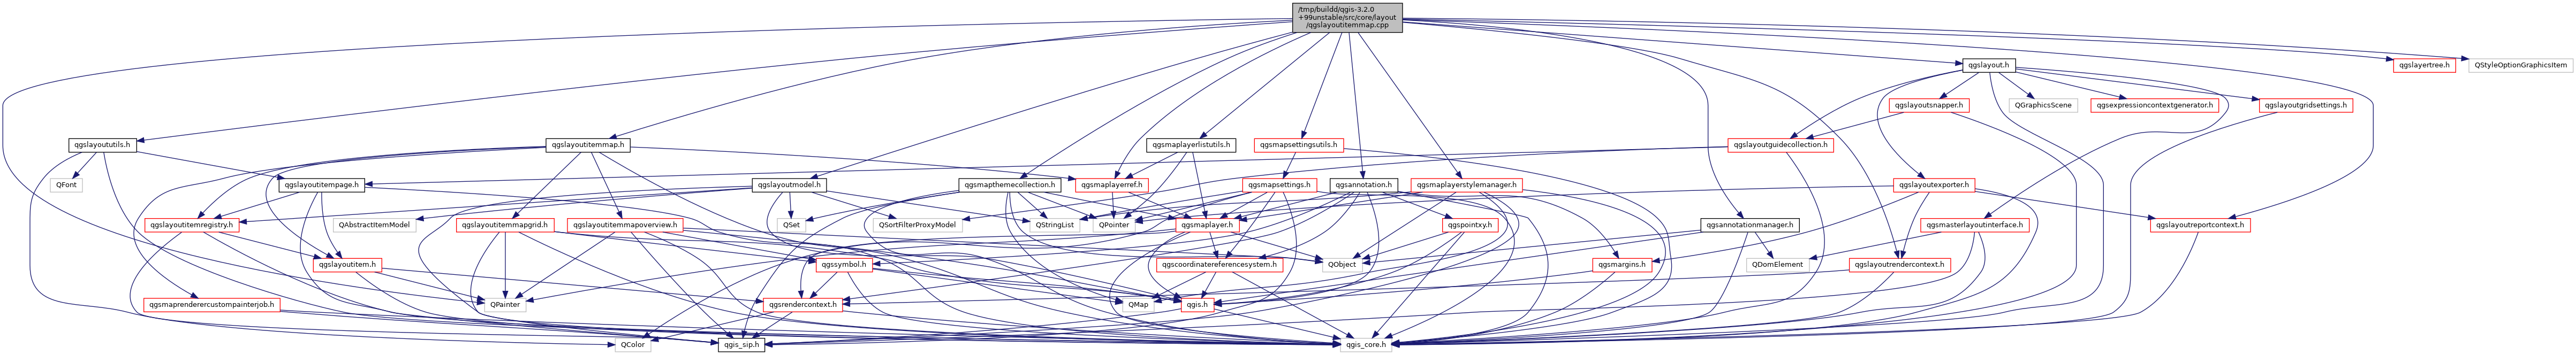 /tmp/buildd/qgis-3.2.0
+99unstable/src/core/layout
/qgslayoutitemmap.cpp
qgslayout.h
qgslayertree.h
QStyleOptionGraphicsItem
qgslayoutsnapper.h
QGraphicsScene
qgsexpressioncontextgenerator.h
qgslayoutgridsettings.h
qgslayoututils.h
qgslayoutitemmap.h
qgsmaplayerlistutils.h
qgsmapsettingsutils.h
qgslayoutguidecollection.h
QFont
qgslayoutitempage.h
qgslayoutmodel.h
qgsmapthemecollection.h
qgsmaplayerref.h
qgsmapsettings.h
qgsannotation.h
qgsmaplayerstylemanager.h
qgslayoutexporter.h
qgslayoutitemregistry.h
QAbstractItemModel
qgslayoutitemmapgrid.h
qgslayoutitemmapoverview.h
QSet
QSortFilterProxyModel
QStringList
QPointer
qgsmaplayer.h
qgspointxy.h
qgsannotationmanager.h
qgsmasterlayoutinterface.h
qgslayoutreportcontext.h
qgslayoutitem.h
qgssymbol.h
qgscoordinatereferencesystem.h
QObject
qgsmargins.h
QDomElement
qgslayoutrendercontext.h
qgsmaprenderercustompainterjob.h
QPainter
qgsrendercontext.h
QMap
qgis.h
QColor
qgis_sip.h
qgis_core.h